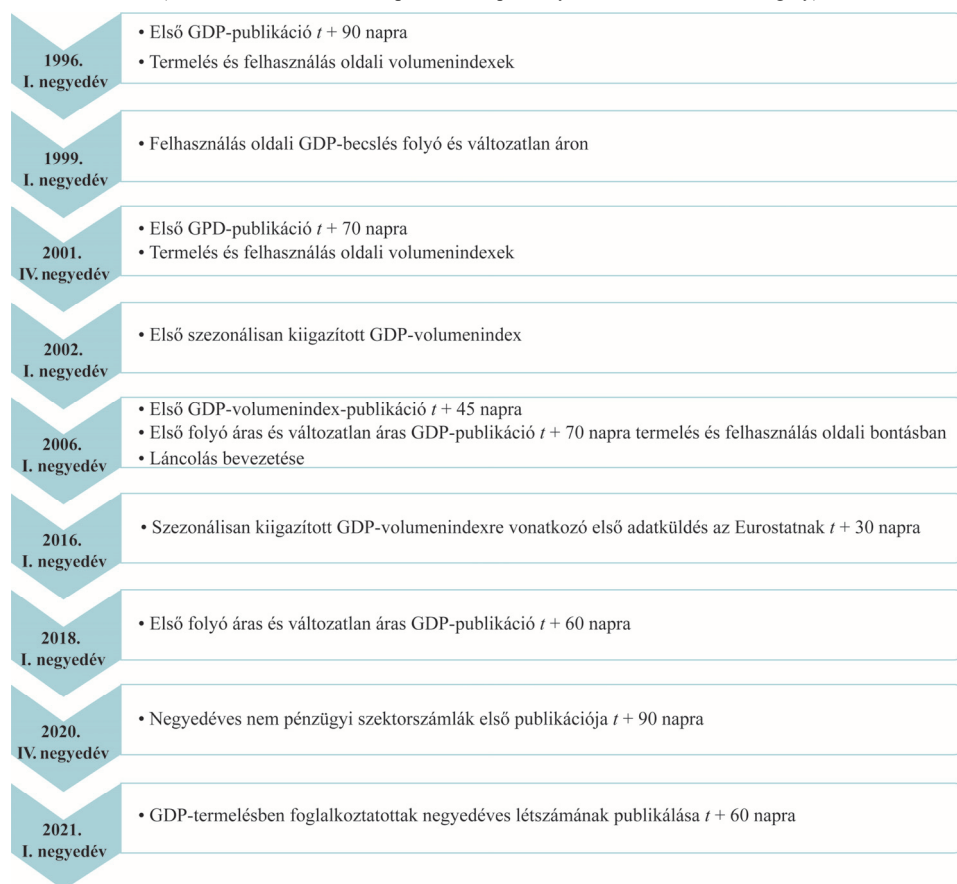 1996.
I. negyedév
• Első GDP-publikáció t + 90 napra
• Termelés és felhasználás oldali volumenindexek
1999.
I. negyedév
• Felhasználás oldali GDP-becslés folyó és változatlan áron
2001.
IV. negyedév
• Első GPD-publikáció t + 70 napra
• Termelés és felhasználás oldali volumenindexek
2002.
I. negyedév
• Első szezonálisan kiigazított GDP-volumenindex
2006.
I. negyedév
• Első GDP-volumenindex-publikáció t + 45 napra
• Első folyó áras és változatlan áras GDP-publikáció t + 70 napra termelés és felhasználás oldali bontásban
• Láncolás bevezetése
2016.
I. negyedév
• Szezonálisan kiigazított GDP-volumenindexre vonatkozó első adatküldés az Eurostatnak t + 30 napra
2018.
I. negyedév
• Első folyó áras és változatlan áras GDP-publikáció t + 60 napra
2020.
IV. negyedév
• Negyedéves nem pénzügyi szektorszámlák első publikációja t + 90 napra
2021.
I. negyedév
• GDP-termelésben foglalkoztatottak negyedéves létszámának publikálása t + 60 napra